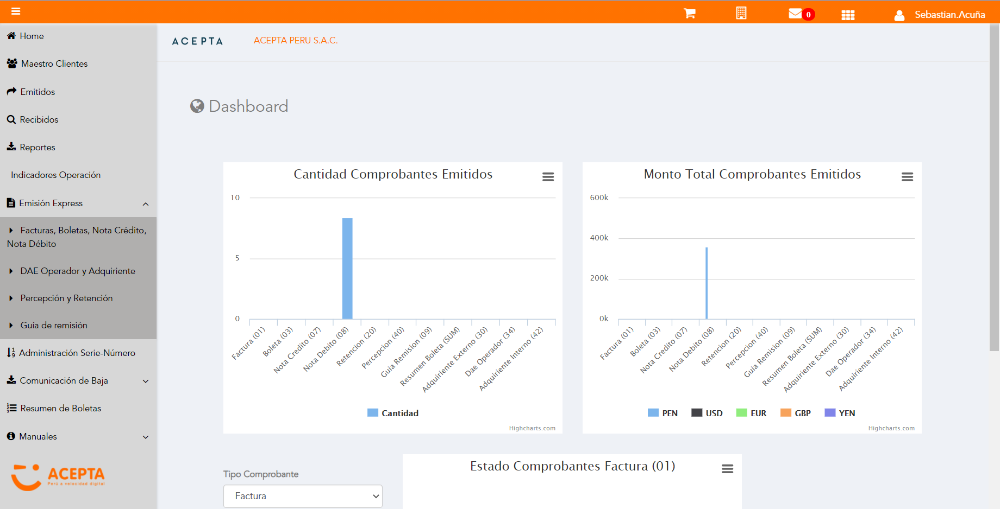 0
Sebastian.Acuña
Home
Maestro Clientes
Emitidos
Recibidos
Reportes
Indicadores Operación
Emisión Express
Facturas, Boletas, Nota Crédito,
Nota Débito
DAE Operador y Adquiriente
Percepción y Retención
Guía de remisión
Administración Serie-Número
Comunicación de Baja
Resumen de Boletas
Manuales
ACEPTA
Perú a velocidad digital
ACEPTA
ACEPTA PERU S.A.C.
Dashboard
Cantidad Comprobantes Emitidos
10
5
0
Factura (01)
Boleta (03)
Nota Credito (07)
Nota Debito (08)
Retencion (20)
Percepcion (40)
Guia Remision (09)
Resumen Boleta (SUM)
Adquiriente Externo (30)
Dae Operador (34)
Adquiriente Interno (42)
Cantidad
Highcharts.com
Monto Total Comprobantes Emitidos
600k
400k
200k
0k
Factura (01)
Boleta (03)
Nota Credito (07)
Nota Debito (08)
Retencion (20)
Percepcion (40)
Guia Remision (09)
Resumen Boleta (SUM)
Adquiriente Externo (30)
Dae Operador (34)
Adquiriente Interno (42)
PEN USD EUR GBP YEN
Highcharts.com
Tipo Comprobante
Factura
Estado Comprobantes Factura (01)